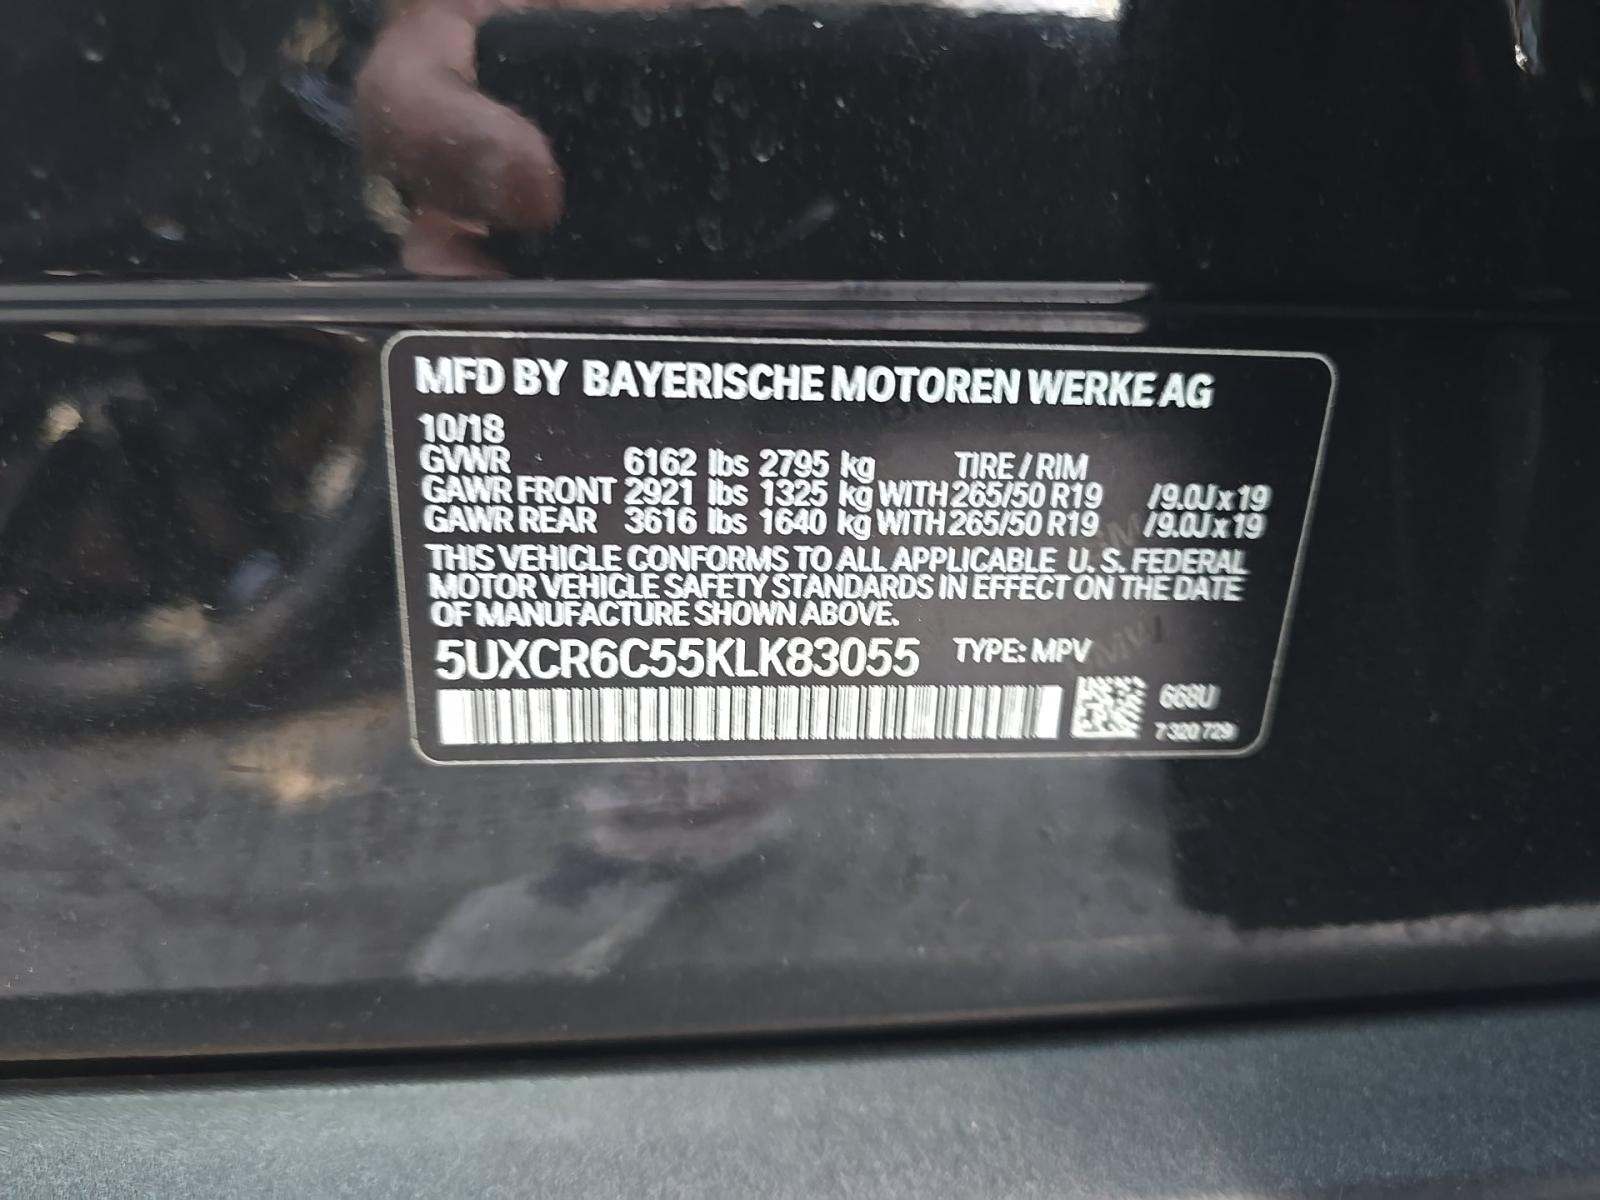 MFD BY BAYERISCHE MOTOREN WERKE AG
10/18
GVWR 6162 lbs 2795 kg TIRE / RIM
GAWR FRONT 2921 lbs 1325 kg WITH 265/50 R19 /9.0J x 19
GAWR REAR 3616 lbs 1640 kg WITH 265/50 R19 /9.0J x 19
THIS VEHICLE CONFORMS TO ALL APPLICABLE U. S. FEDERAL
MOTOR VEHICLE SAFETY STANDARDS IN EFFECT ON THE DATE
OF MANUFACTURE SHOWN ABOVE.
5UXCR6C55KLK83055 TYPE: MPV
668U
7 320 729